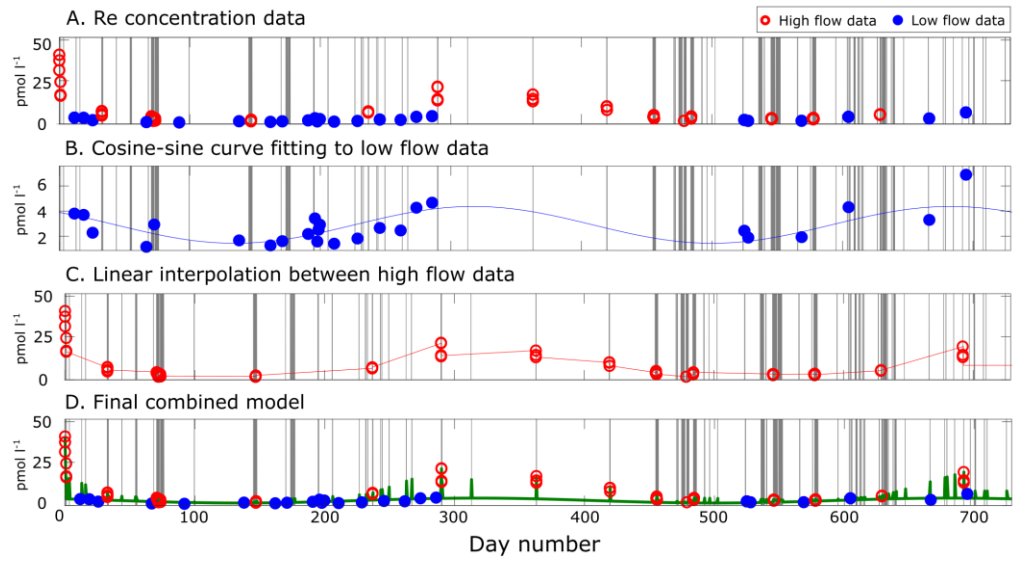 A. Re concentration data
High flow data
Low flow data
50
25
0
pmol l-1
B. Cosine-sine curve fitting to low flow data
6
4
2
pmol l-1
C. Linear interpolation between high flow data
50
25
0
pmol l-1
D. Final combined model
50
25
0
pmol l-1
0 100 200 300 400 500 600 700
Day number